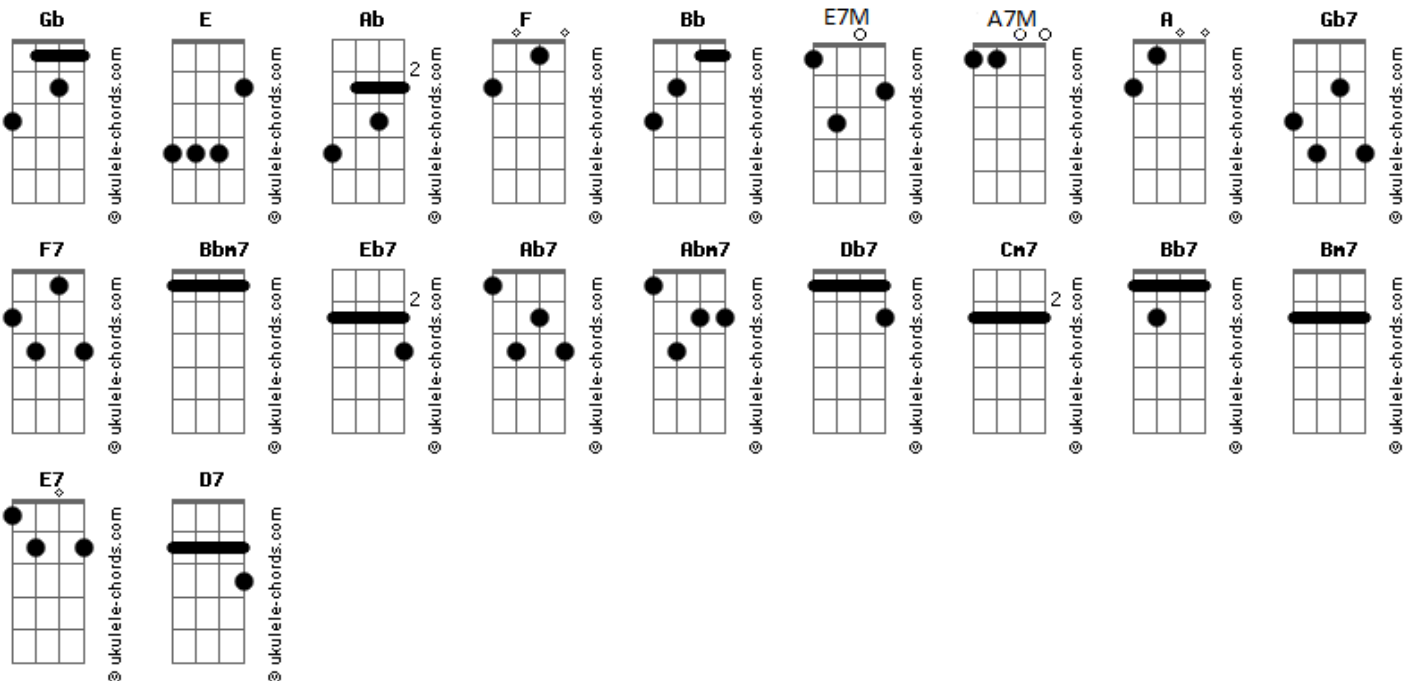 Gb E Ab F Bb E7M A7M A Gb7
2
© ukulele-chords.com © ukulele-chords.com © ukulele-chords.com © ukulele-chords.com © ukulele-chords.com © ukulele-chords.com © ukulele-chords.com © ukulele-chords.com © ukulele-chords.com
F7 Bbm7 Eb7 Ab7 Abm7 Db7 Cm7 Bb7 Bm7
2 2
© ukulele-chords.com © ukulele-chords.com © ukulele-chords.com © ukulele-chords.com © ukulele-chords.com © ukulele-chords.com © ukulele-chords.com © ukulele-chords.com © ukulele-chords.com
E7 D7
© ukulele-chords.com © ukulele-chords.com